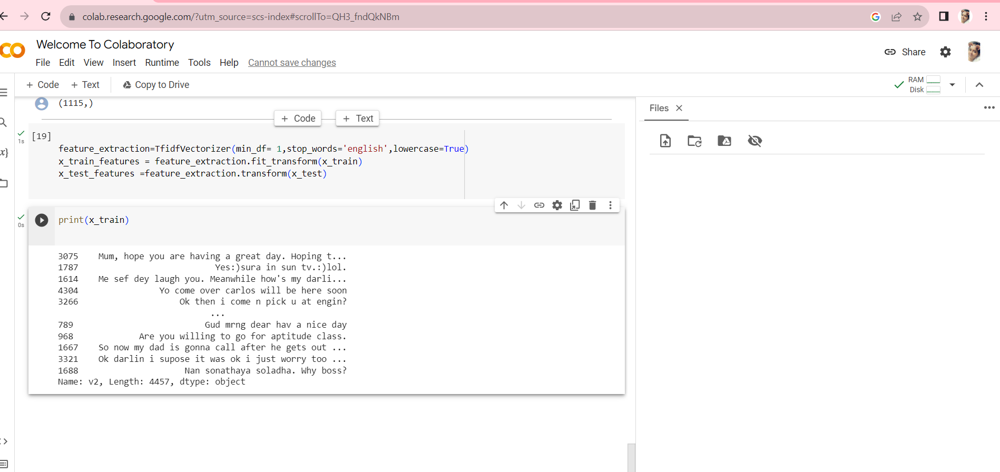 colab.research.google.com/?utm_source=scs-index#scrollTo=QH3_fndQkNBm
Welcome To Colaboratory
File Edit View Insert Runtime Tools Help Cannot save changes
Share
+ Code + Text Copy to Drive
RAM
Disk
(1115,)
+ Code + Text
Files
[19]
1s
feature_extraction=TfidfVectorizer(min_df= 1,stop_words='english',lowercase=True)
x_train_features = feature_extraction.fit_transform(x_train)
x_test_features =feature_extraction.transform(x_test)
0s
print(x_train)
3075 Mum, hope you are having a great day. Hoping t...
1787 Yes:)sura in sun tv.:)lol.
1614 Me sef dey laugh you. Meanwhile how's my darli...
4304 Yo come over carlos will be here soon
3266 Ok then i come n pick u at engin?
...
789 Gud mrng dear hav a nice day
968 Are you willing to go for aptitude class.
1667 So now my dad is gonna call after he gets out ...
3321 Ok darlin i supose it was ok i just worry too ...
1688 Nan sonathaya soladha. Why boss?
Name: v2, Length: 4457, dtype: object